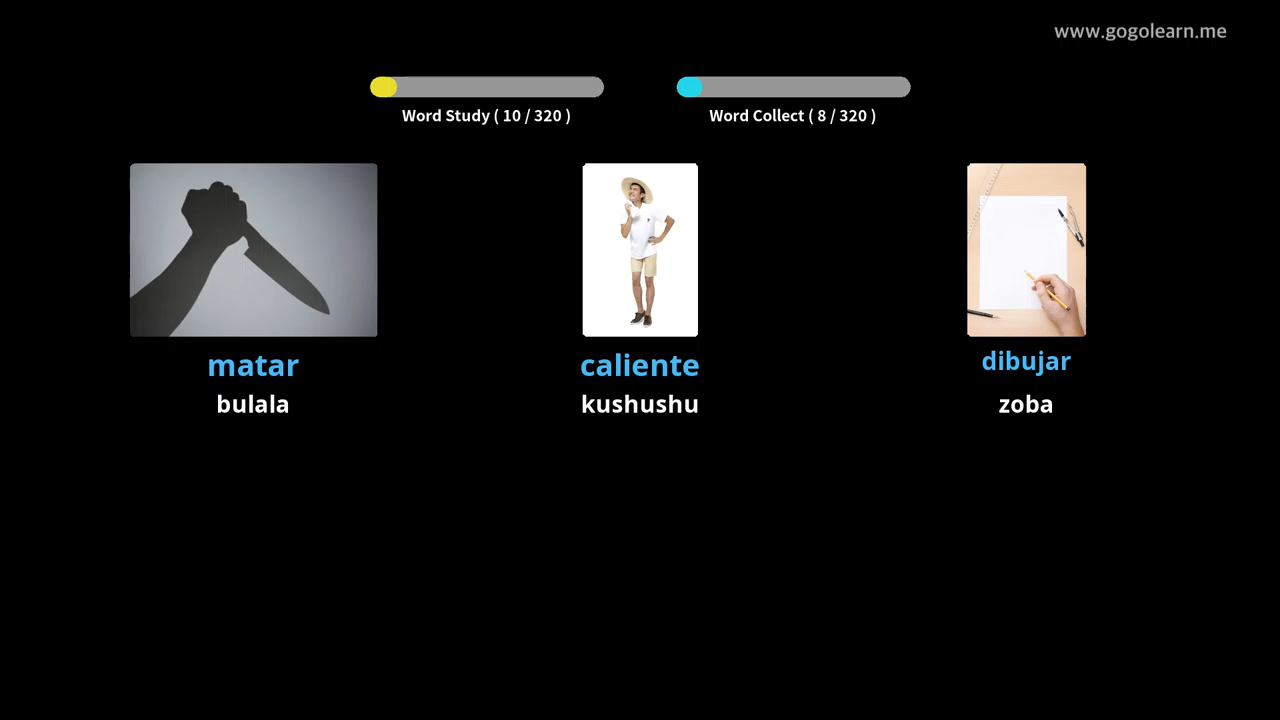 www.gogolearn.me
Word Study ( 10 / 320 )
Word Collect ( 8 / 320 )
matar
bulala
caliente
kushushu
dibujar
zoba